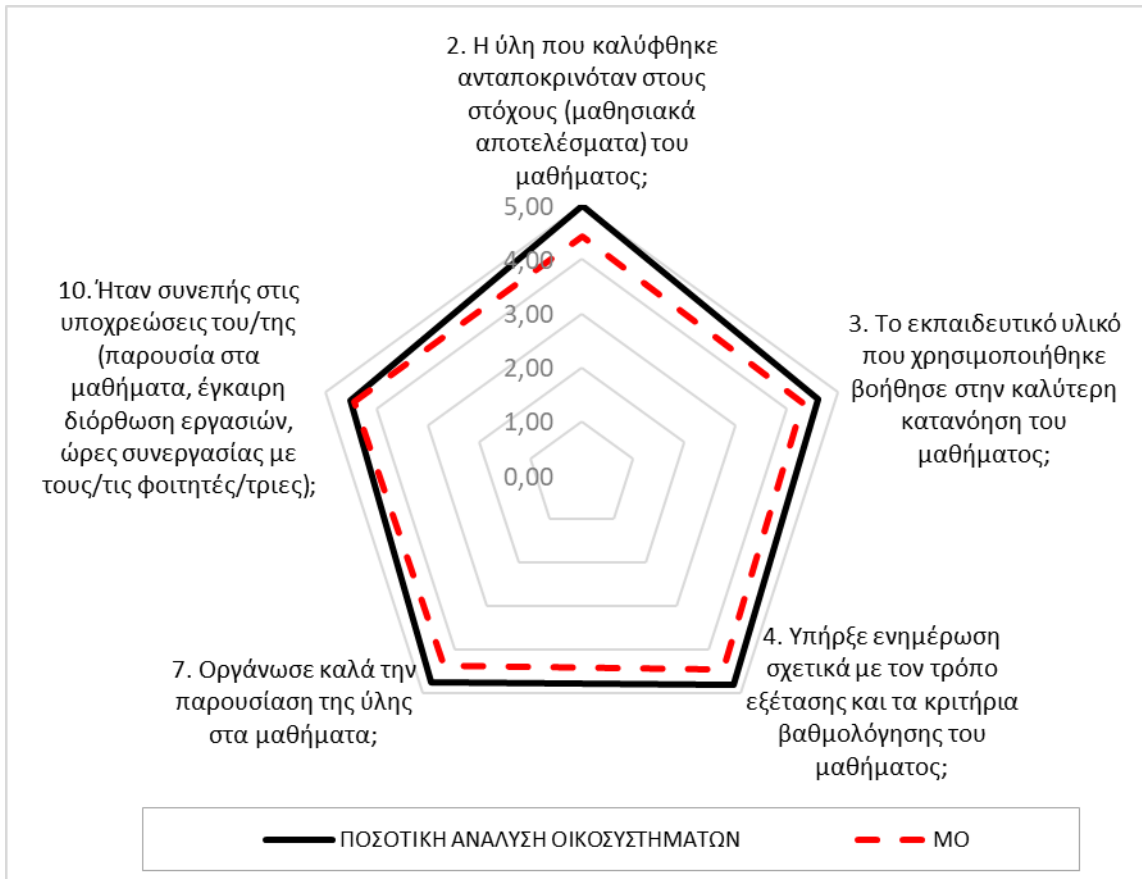 2. Η ύλη που καλύφθηκε
ανταποκρινόταν στους
στόχους (μαθησιακά
αποτελέσματα) του
μαθήματος;
5,00
4,00
3,00
2,00
1,00
0,00
3. Το εκπαιδευτικό υλικό
που χρησιμοποιήθηκε
βοήθησε στην καλύτερη
κατανόηση του
μαθήματος;
4. Υπήρξε ενημέρωση
σχετικά με τον τρόπο
εξέτασης και τα κριτήρια
βαθμολόγησης του
μαθήματος;
7. Οργάνωσε καλά την
παρουσίαση της ύλης
στα μαθήματα;
10. Ήταν συνεπής στις
υποχρεώσεις του/της
(παρουσία στα
μαθήματα, έγκαιρη
διόρθωση εργασιών,
ώρες συνεργασίας με
τους/τις φοιτητές/τριες);
ΠΟΣΟΤΙΚΗ ΑΝΑΛΥΣΗ ΟΙΚΟΣΥΣΤΗΜΑΤΩΝ
ΜΟ